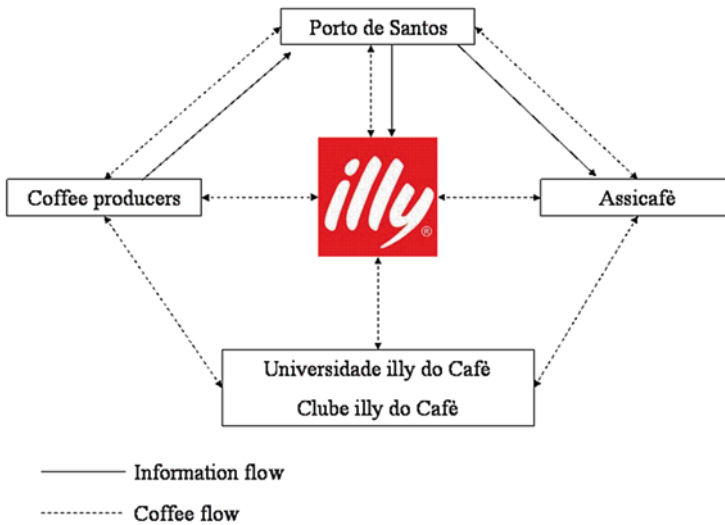 Porto de Santos
Coffee producers
illy®
Assicafè
Universidade illy do Cafè
Clube illy do Cafè
Information flow
Coffee flow